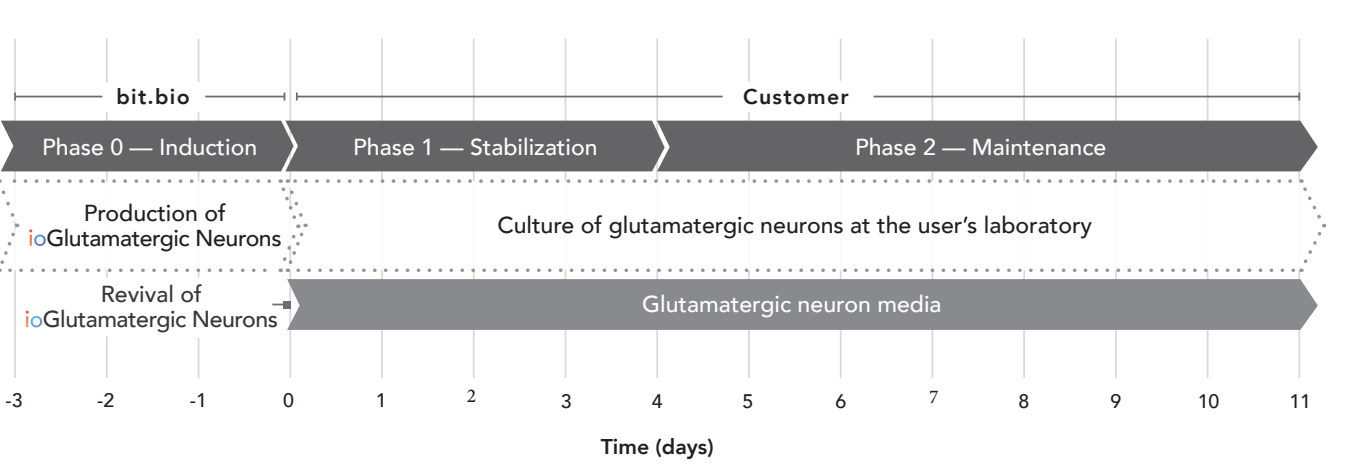 bit.bio
Customer
Phase 0 — Induction
Phase 1 — Stabilization
Phase 2 — Maintenance
Production of
ioGlutamatergic Neurons
Culture of glutamatergic neurons at the user’s laboratory
Revival of
ioGlutamatergic Neurons
Glutamatergic neuron media
-3 -2 -1 0 1 2 3 4 5 6 7 8 9 10 11
Time (days)